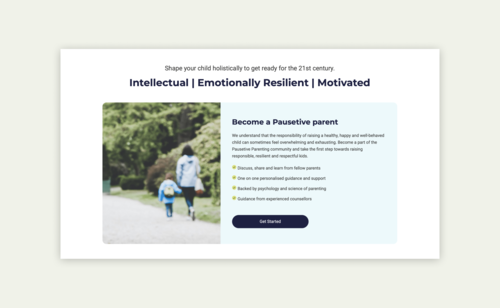 Shape your child holistically to get ready for the 21st century.
Intellectual | Emotionally Resilient | Motivated
Become a Pausetive parent
We understand that the responsibility of raising a healthy, happy and well-behaved
child can sometimes feel overwhelming and exhausting. Become a part of the
Pausetive Parenting community and take the first step towards raising
responsible, resilient and respectful kids.
Discuss, share and learn from fellow parents
One on one personalised guidance and support
Backed by psychology and science of parenting
Guidance from experienced counsellors
Get Started